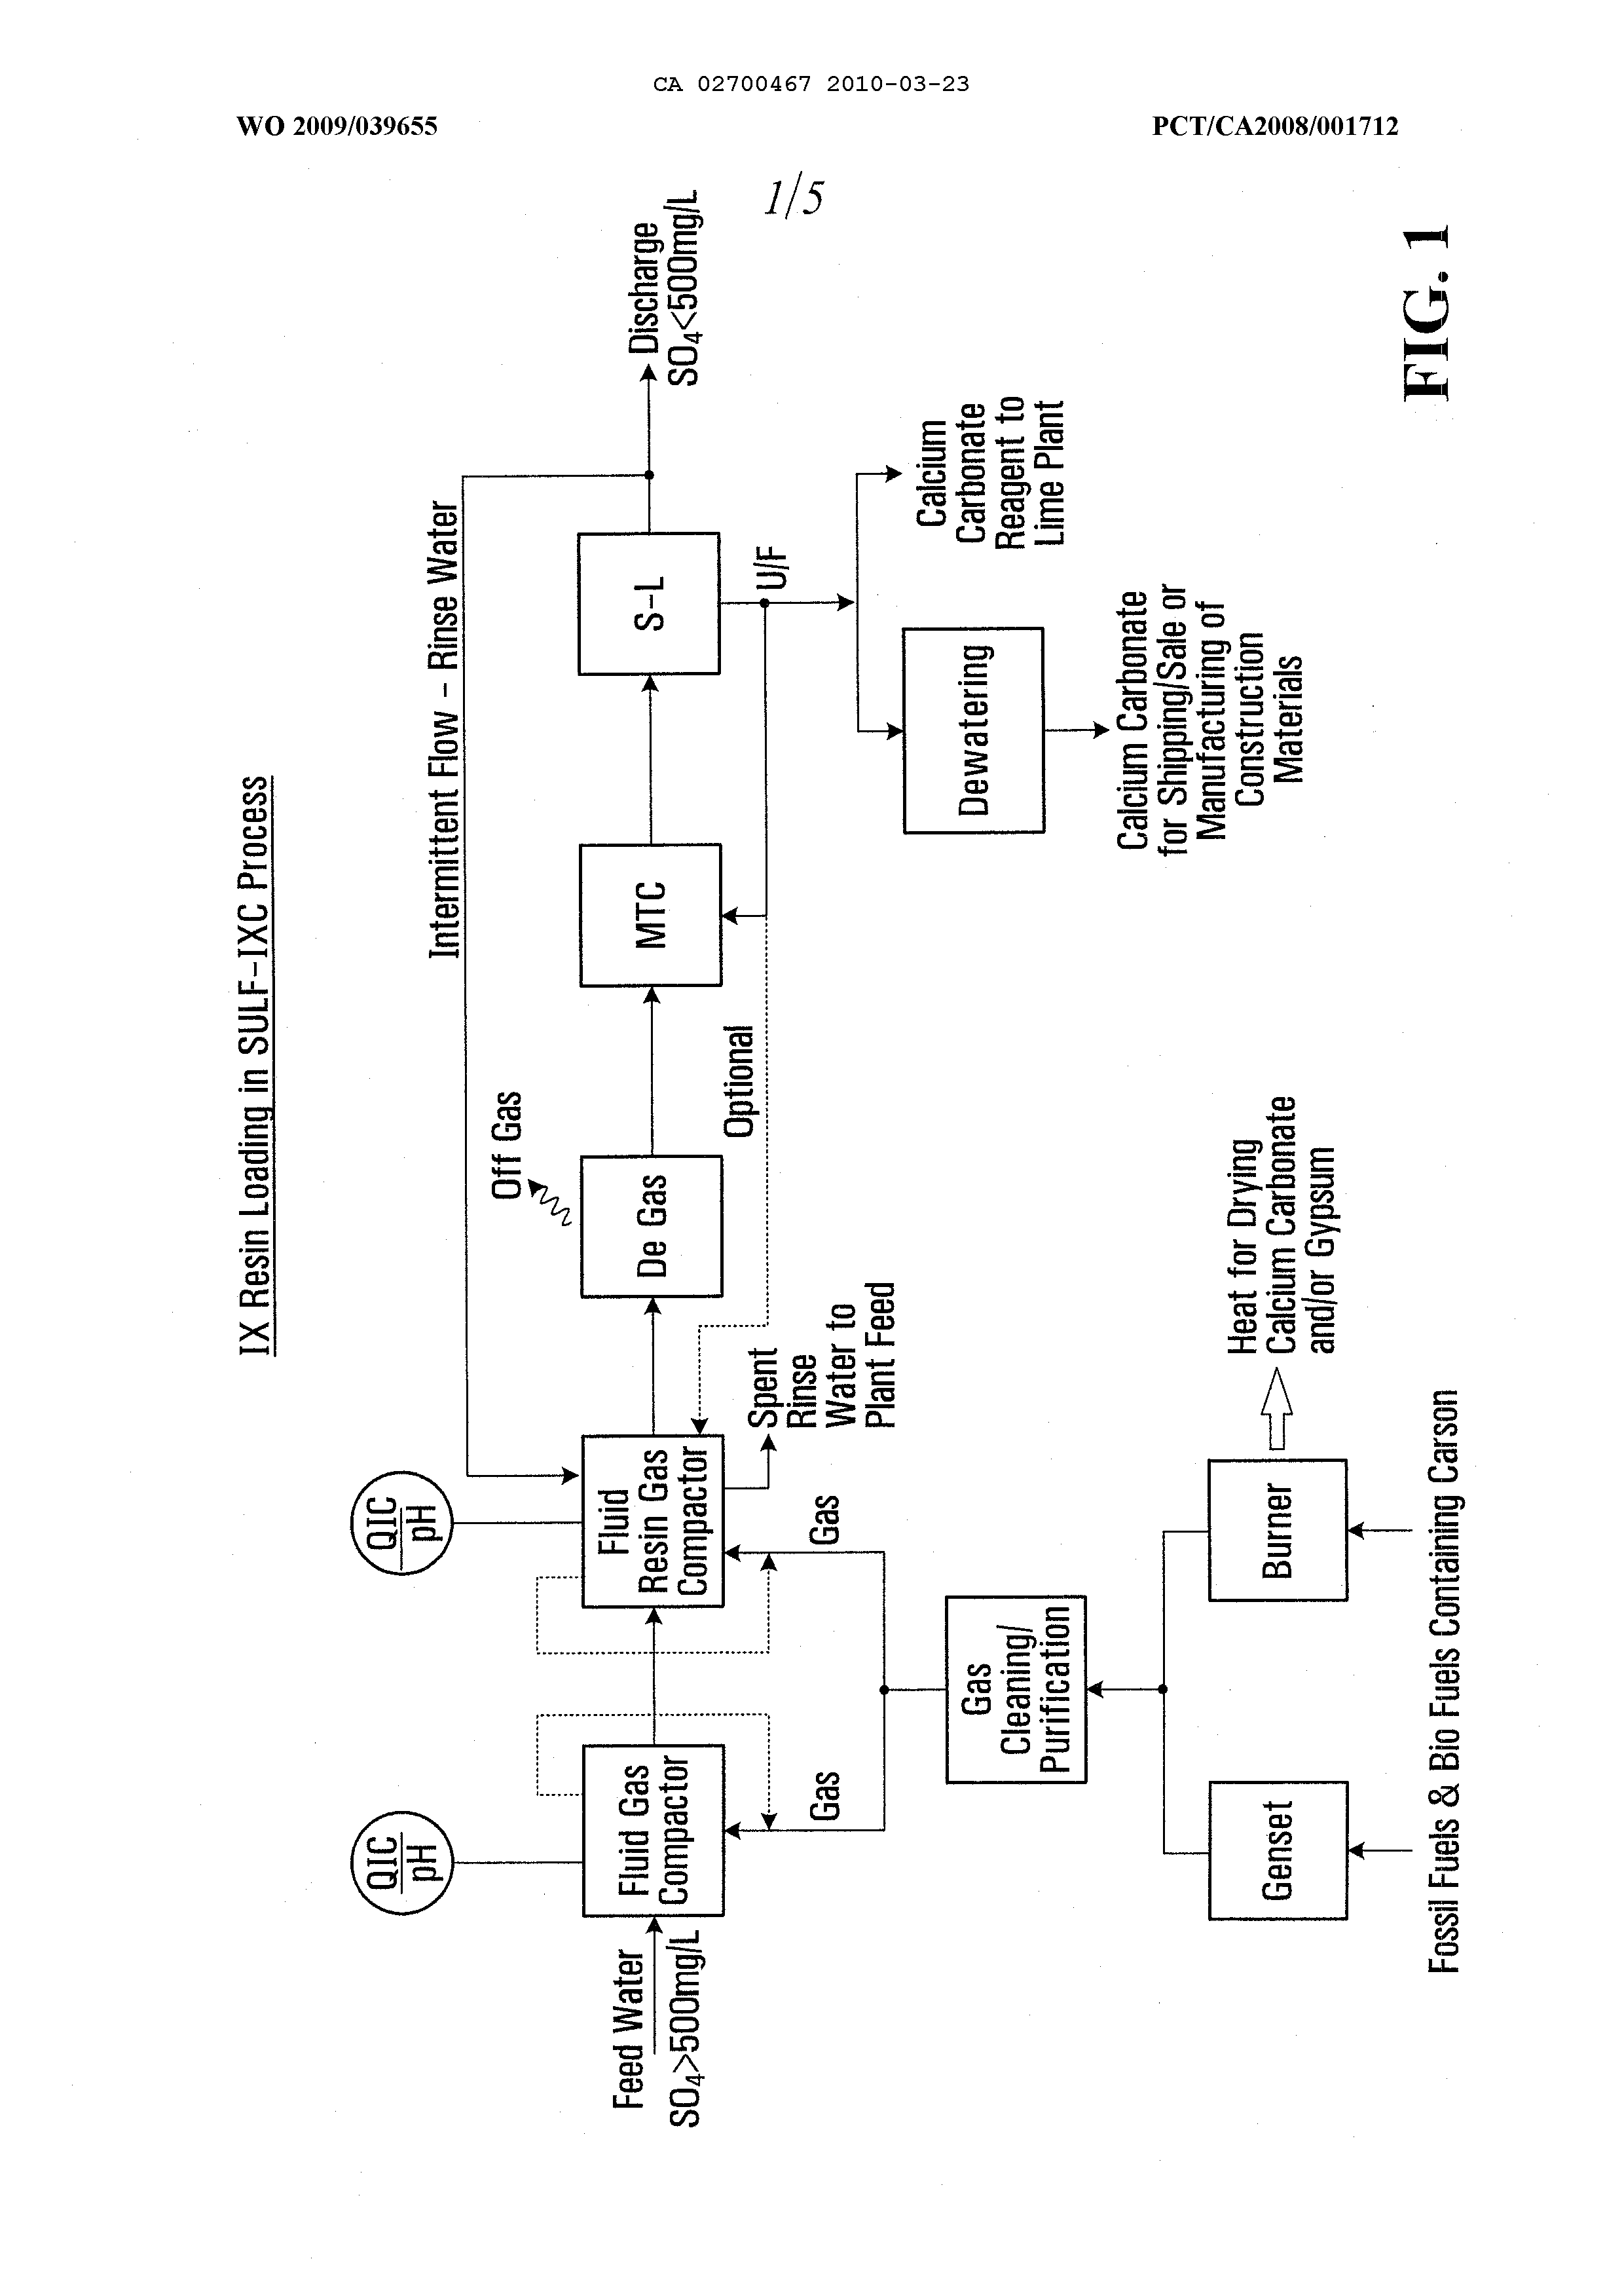 CA 02700467 2010-03-23
WO 2009/039655
PCT/CA2008/001712
1/5
IX Resin Loading in SULF-IXC Process
Intermittent Flow - Rinse Water
QIC
pH
QIC
pH
Feed Water
SO₄>500mg/L
Fluid Gas
Compactor
Fluid
Resin Gas
Compactor
De Gas
Off Gas
MTC
S-L
Discharge
SO₄<500mg/L
U/F
Optional
Spent
Rinse
Water to
Plant Feed
Gas
Gas
Dewatering
Calcium
Carbonate
Reagent to
Lime Plant
Calcium Carbonate
for Shipping/Sale or
Manufacturing of
Construction
Materials
Gas
Cleaning/
Purification
Genset
Burner
Heat for Drying
Calcium Carbonate
and/or Gypsum
Fossil Fuels & Bio Fuels Containing Carson
FIG. 1